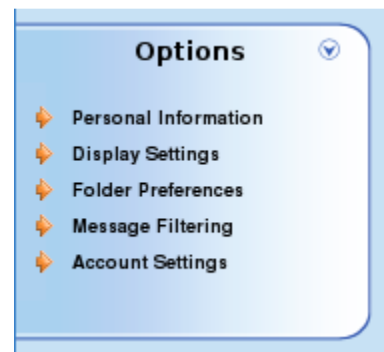 Options
Personal Information
Display Settings
Folder Preferences
Message Filtering
Account Settings